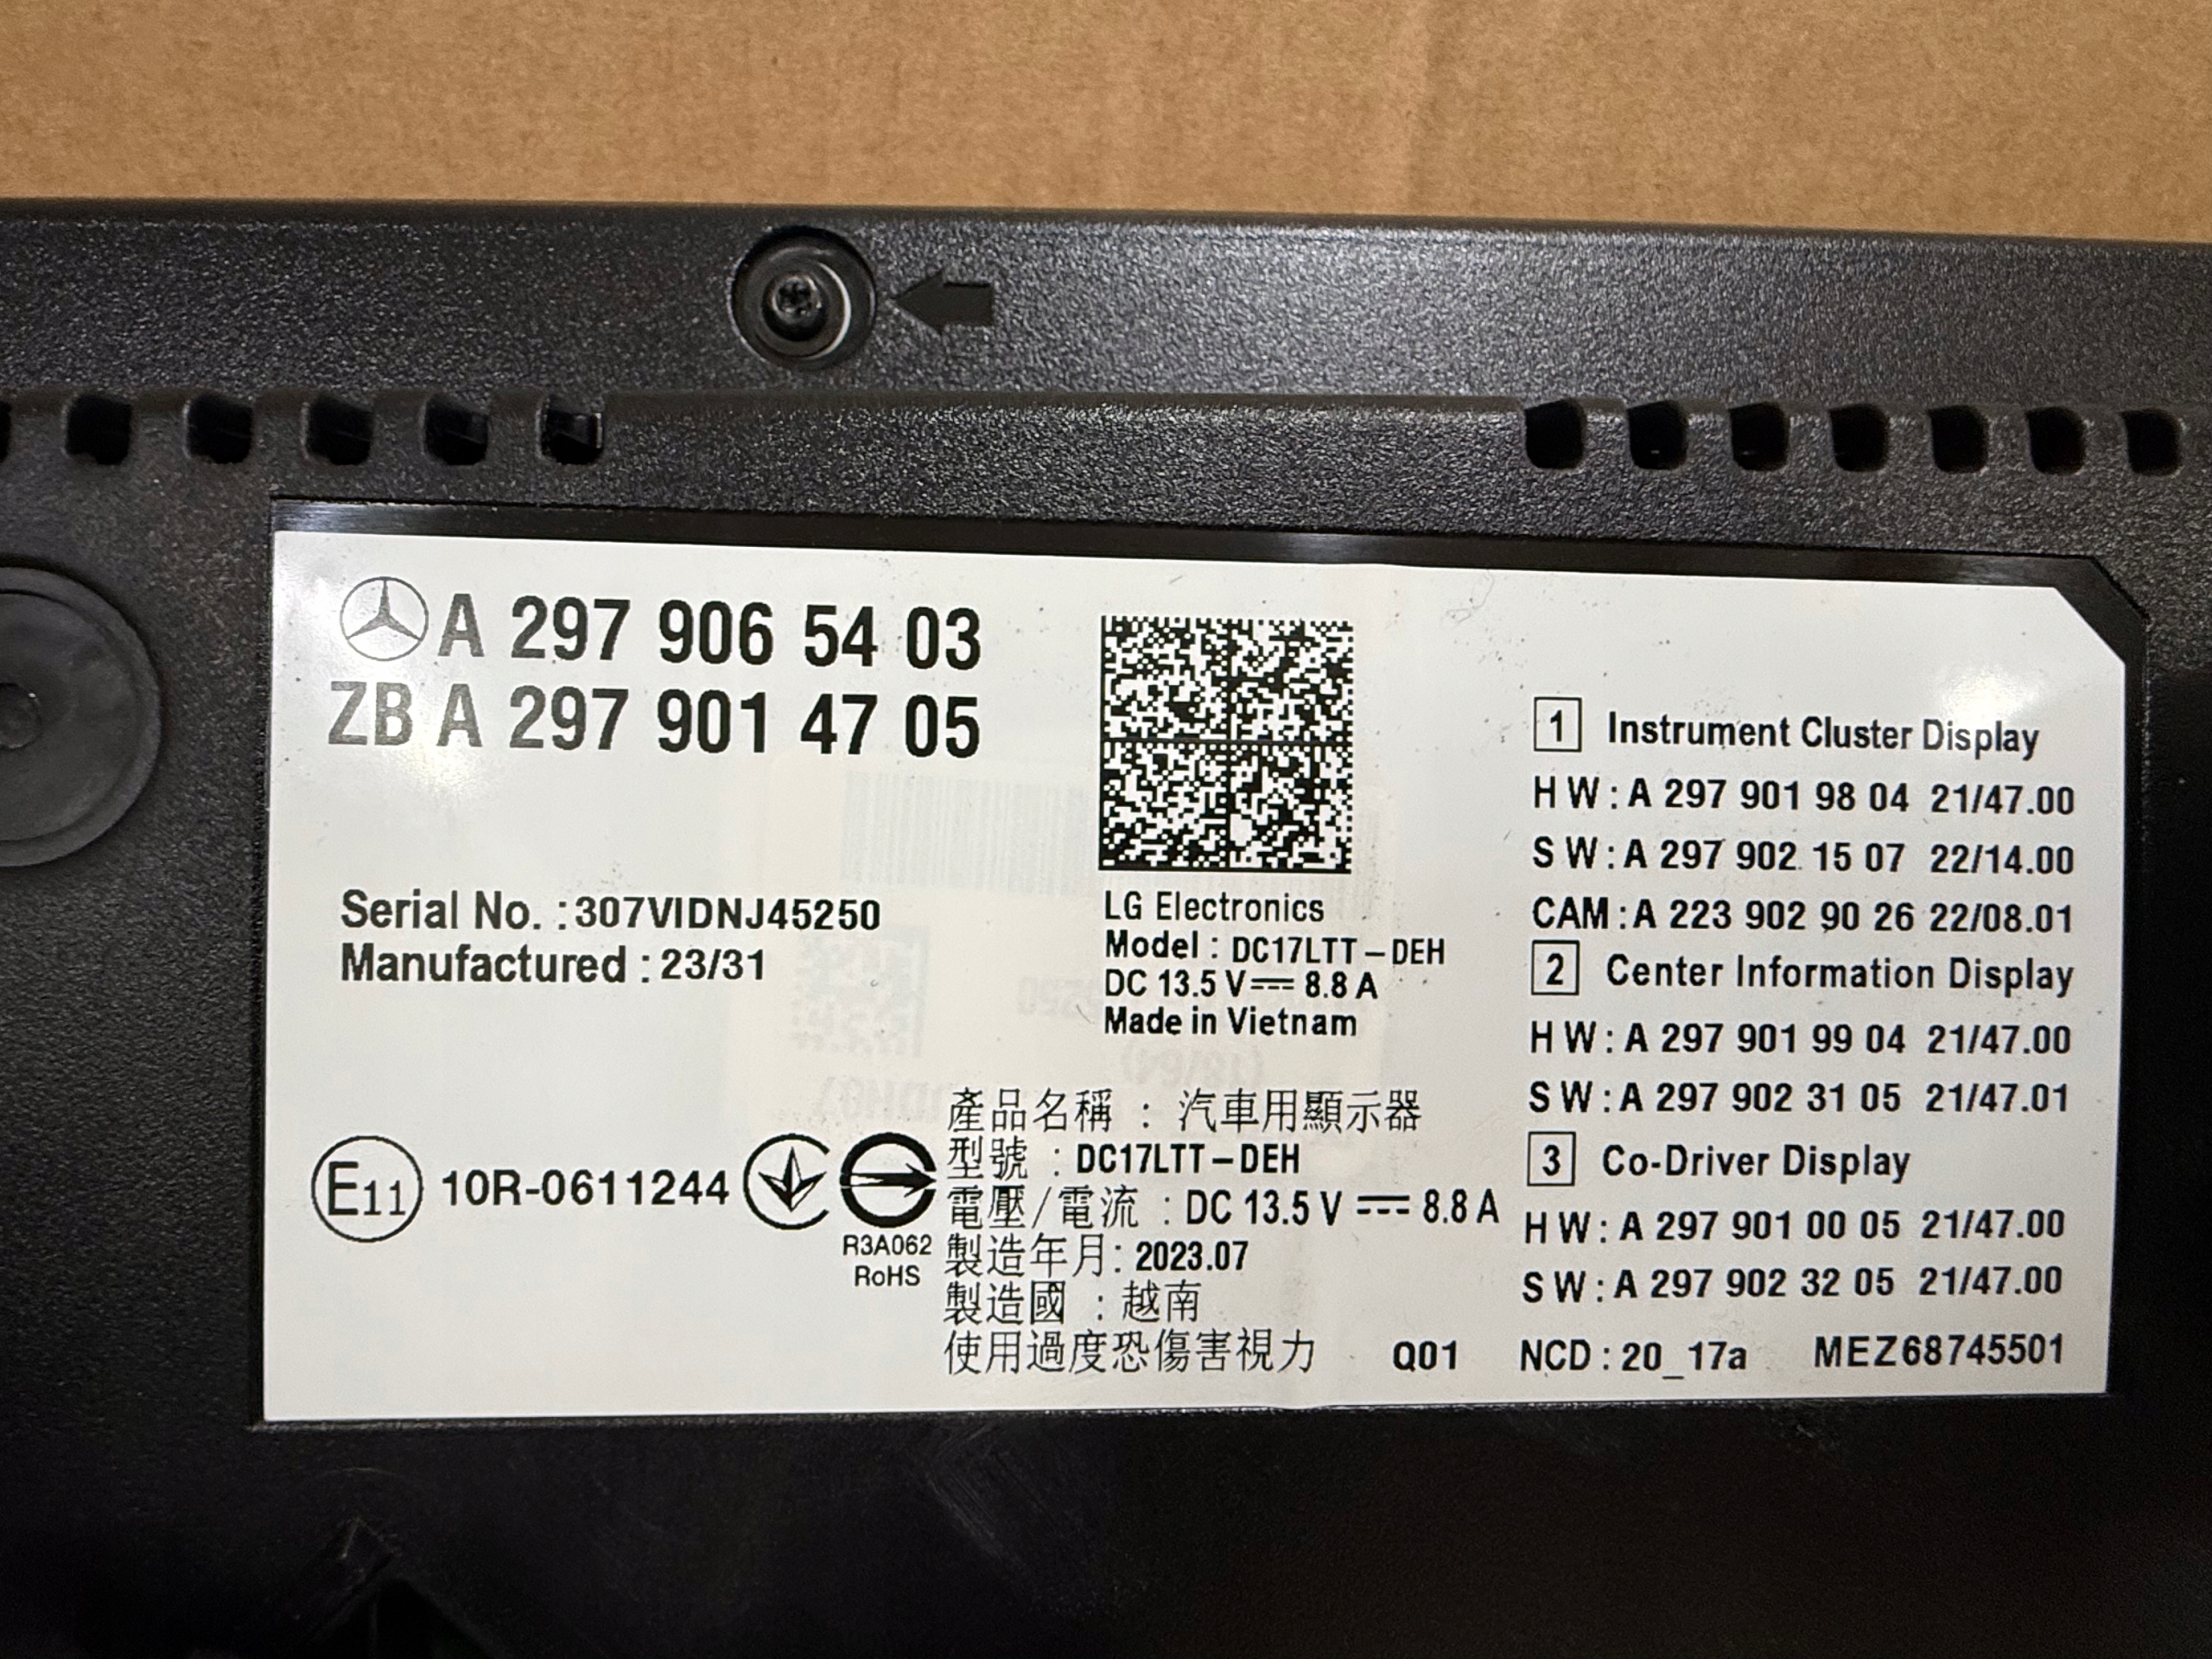 A 297 906 54 03
ZB A 297 901 47 05
Serial No. : 307VIDNJ45250
Manufactured : 23/31
E11 10R-0611244
R3A062
RoHS
LG Electronics
Model : DC17LTT-DEH
DC 13.5 V⎓ 8.8 A
Made in Vietnam
產品名稱 : 汽車用顯示器
型號 : DC17LTT-DEH
電壓/電流 : DC 13.5 V ⎓ 8.8 A
製造年月: 2023.07
製造國 : 越南
使用過度恐傷害視力
Q01
1 Instrument Cluster Display
HW : A 297 901 98 04 21/47.00
SW : A 297 902 15 07 22/14.00
CAM : A 223 902 90 26 22/08.01
2 Center Information Display
HW : A 297 901 99 04 21/47.00
SW : A 297 902 31 05 21/47.01
3 Co-Driver Display
HW : A 297 901 00 05 21/47.00
SW : A 297 902 32 05 21/47.00
NCD : 20_17a MEZ68745501